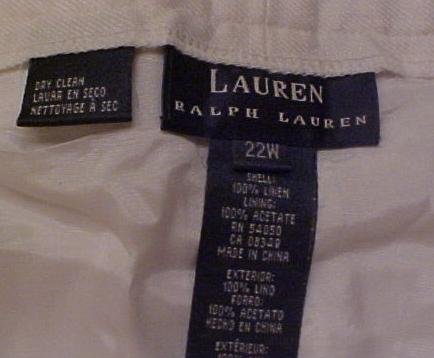 DRY CLEAN
LAVAR EN SECO
NETTOYAGE À SEC
LAUREN
RALPH LAUREN
22W
SHELL:
100% LINEN
LINING:
100% ACETATE
RN 54050
CA 08349
MADE IN CHINA
EXTERIOR:
100% LINO
FORRO:
100% ACETATO
HECHO EN CHINA
EXTÉRIEUR: